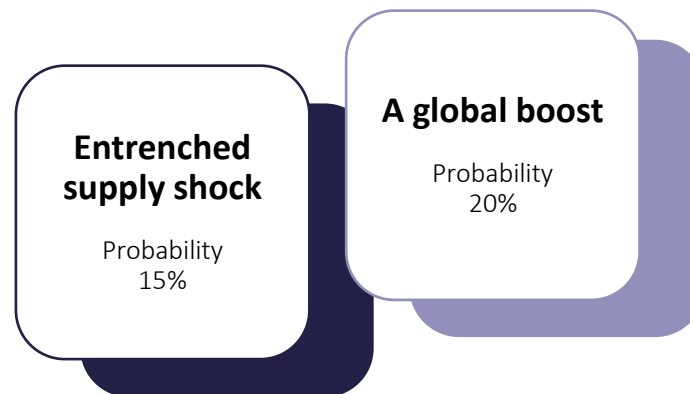 Entrenched
supply shock
Probability
15%
A global boost
Probability
20%